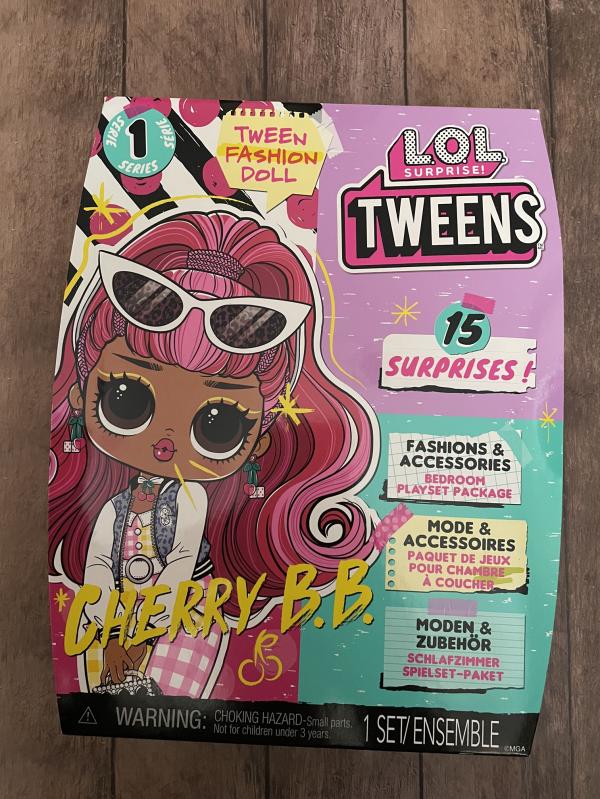 SERIE
SÉRIE
1
SERIES
TWEEN
FASHION
DOLL
L.O.L.
SURPRISE!
TWEENS
15
SURPRISES!
FASHIONS &
ACCESSORIES
BEDROOM
PLAYSET PACKAGE
MODE &
ACCESSOIRES
PAQUET DE JEUX
POUR CHAMBRE
À COUCHER
MODEN &
ZUBEHÖR
SCHLAFZIMMER
SPIELSET-PAKET
CHERRY B.B.
WARNING: CHOKING HAZARD-Small parts.
Not for children under 3 years.
1 SET/ENSEMBLE
©MGA